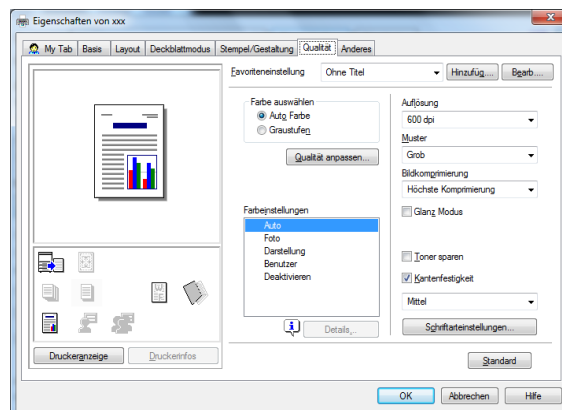 Eigenschaften von xxx
My Tab Basis Layout Deckblattmodus Stempel/Gestaltung Qualität Anderes
Favoriteneinstellung Ohne Titel Hinzufüg.... Bearb....
Farbe auswählen
Auto Farbe
Graustufen
Qualität anpassen...
Farbeinstellungen
Auto
Foto
Darstellung
Benutzer
Deaktivieren
Details...
Auflösung
600 dpi
Muster
Grob
Bildkomprimierung
Höchste Komprimierung
Glanz Modus
Toner sparen
Kantenfestigkeit
Mittel
Schriftarteinstellungen...
Druckeranzeige Druckerinfos
Standard
OK Abbrechen Hilfe